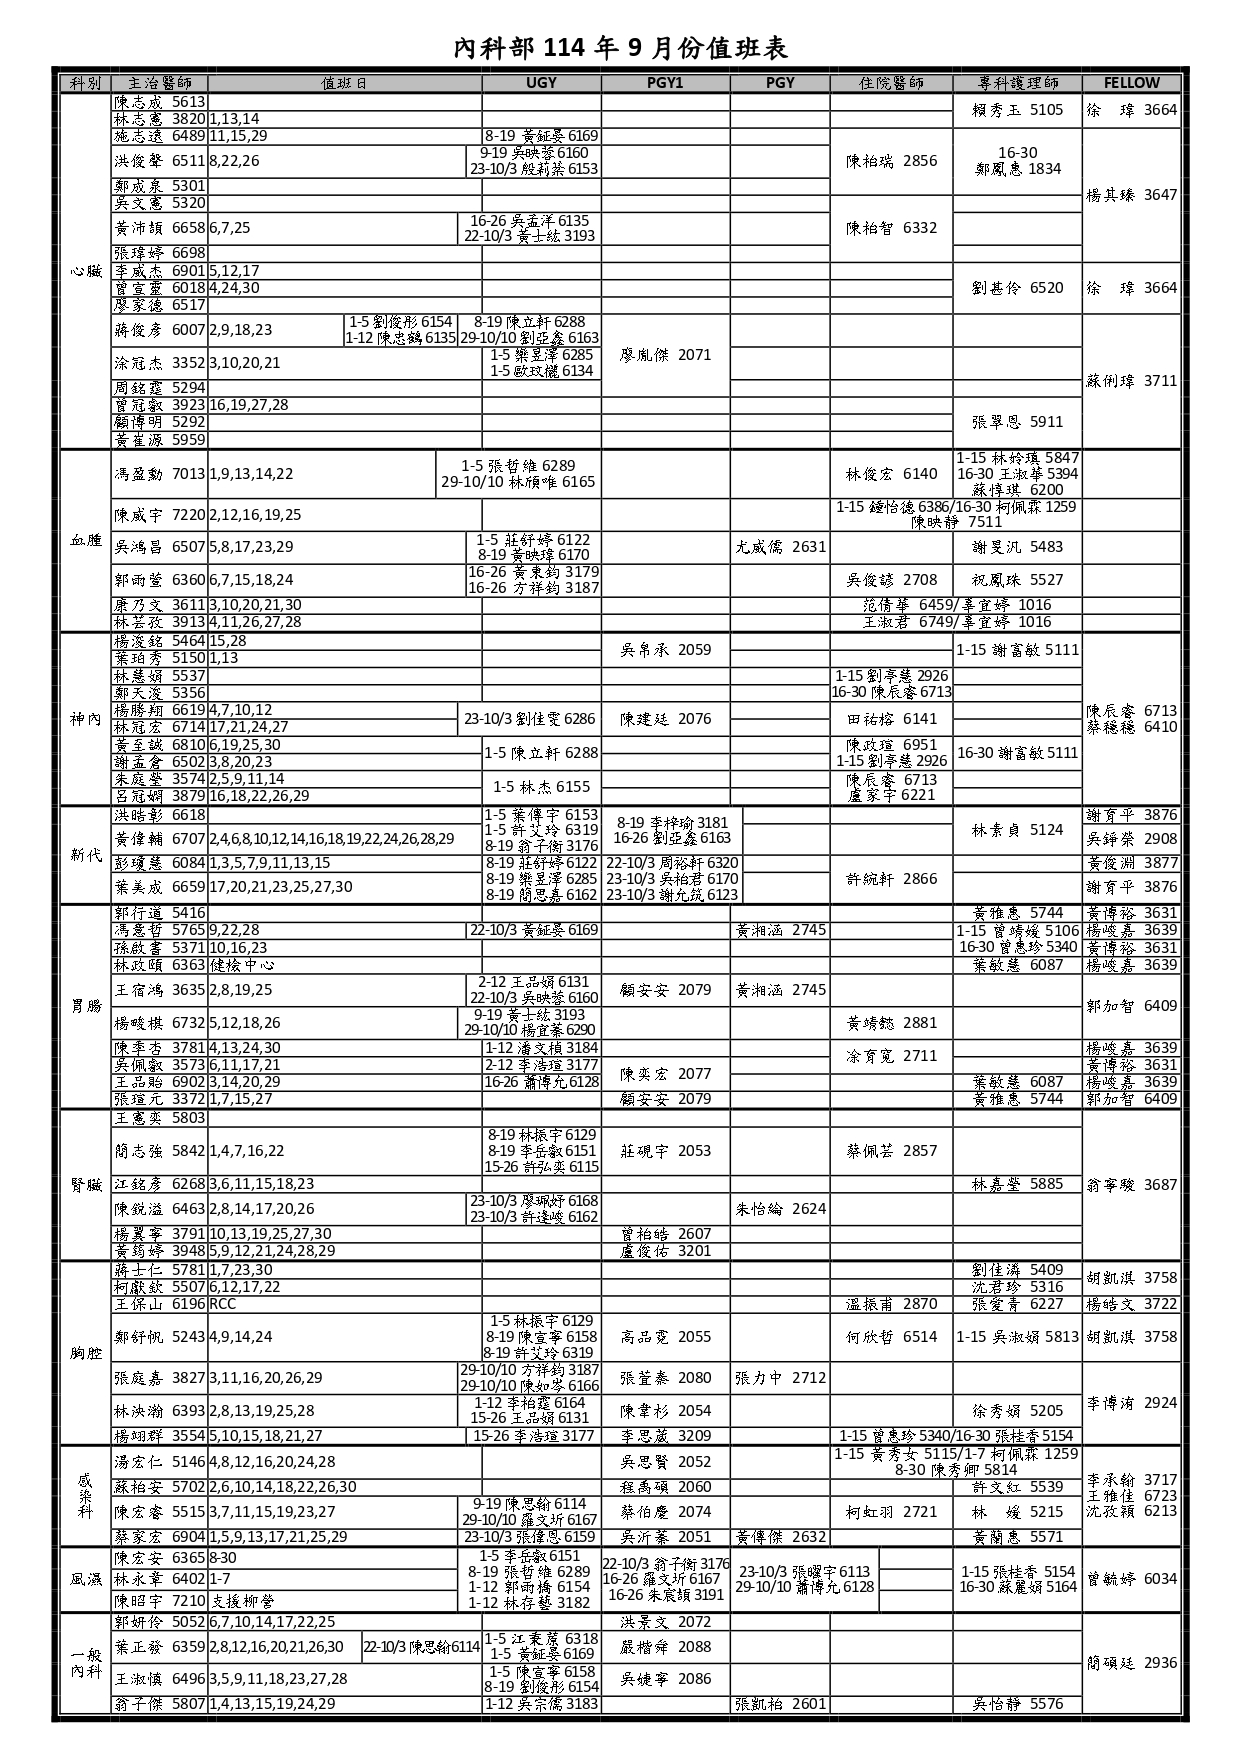 內科部 114 年 9 月份值班表
科別 主治醫師 值班日 UGY PGY1 PGY 住院醫師 專科護理師 FELLOW
心臟
陳志成 5613
林志憲 3820 1,13,14
賴秀玉 5105
徐 瑋 3664
施志遠 6489 11,15,29 8-19 黃鉦晏 6169
洪俊聲 6511 8,22,26
9-19 吳映蓉 6160
23-10/3 殷莉棻 6153
陳柏瑞 2856
16-30
鄭鳳惠 1834
鄭成泉 5301
吳文憲 5320
楊其臻 3647
黃沛頡 6658 6,7,25
16-26 吳孟洋 6135
22-10/3 黃士紘 3193
陳柏智 6332
張瑋婷 6698
李威杰 6901 5,12,17
曾宣靈 6018 4,24,30
劉甚伶 6520
徐 瑋 3664
廖家德 6517
蔣俊彥 6007 2,9,18,23
1-5 劉俊彤 6154
1-12 陳忠鶴 6135
8-19 陳立軒 6288
29-10/10 劉亞鑫 6163
廖胤傑 2071
涂冠杰 3352 3,10,20,21
1-5 欒昱澤 6285
1-5 歐玟儷 6134
蘇俐瑋 3711
周銘霆 5294
曾冠叡 3923 16,19,27,28
顧博明 5292
張翠恩 5911
黃崔源 5959
血腫
馮盈勳 7013 1,9,13,14,22
1-5 張哲維 6289
29-10/10 林頎唯 6165
林俊宏 6140
1-15 林姈瑱 5847
16-30 王淑華 5394
蘇惇琪 6200
陳威宇 7220 2,12,16,19,25
1-15 鍾怡德 6386/16-30 柯佩霖 1259
陳映靜 7511
吳鴻昌 6507 5,8,17,23,29
1-5 莊舒婷 6122
8-19 黃映瑋 6170
尤威儒 2631
謝旻汎 5483
郭雨萱 6360 6,7,15,18,24
16-26 黃東鈞 3179
16-26 方祥鈞 3187
吳俊諺 2708
祝鳳珠 5527
康乃文 3611 3,10,20,21,30 范倩華 6459/辜宜婷 1016
林芸孜 3913 4,11,26,27,28 王淑君 6749/辜宜婷 1016
神內
楊浚銘 5464 15,28
葉珀秀 5150 1,13
吳帛承 2059
1-15 謝富敏 5111
林慧娟 5537
鄭天浚 5356
1-15 劉亭慧 2926
16-30 陳辰睿 6713
楊勝翔 6619 4,7,10,12
林冠宏 6714 17,21,24,27
23-10/3 劉佳雯 6286
陳建廷 2076
田祐榕 6141
陳辰睿 6713
蔡穩穩 6410
黃至誠 6810 6,19,25,30
謝孟倉 6502 3,8,20,23
1-5 陳立軒 6288
陳政瑄 6951
1-15 劉亭慧 2926
16-30 謝富敏 5111
朱庭瑩 3574 2,5,9,11,14
呂冠嫻 3879 16,18,22,26,29
1-5 林杰 6155
陳辰睿 6713
盧家宇 6221
新代
洪晧彰 6618
謝育平 3876
黃偉輔 6707 2,4,6,8,10,12,14,16,18,19,22,24,26,28,29
1-5 葉傳宇 6153
1-5 許艾玲 6319
8-19 翁子衡 3176
8-19 李梓瑜 3181
16-26 劉亞鑫 6163
林素貞 5124
吳錚榮 2908
彭瓊慧 6084 1,3,5,7,9,11,13,15
8-19 莊舒婷 6122
22-10/3 周裕軒 6320
黃俊淵 3877
葉美成 6659 17,20,21,23,25,27,30
8-19 欒昱澤 6285
8-19 簡思嘉 6162
23-10/3 吳柏君 6170
23-10/3 謝允筑 6123
許綩軒 2866
謝育平 3876
胃腸
郭行道 5416 黃雅惠 5744 黃博裕 3631
馮意哲 5765 9,22,28 22-10/3 黃鉦晏 6169 黃湘涵 2745 1-15 曾靖媛 5106 楊峻嘉 3639
孫啟書 5371 10,16,23 16-30 曾惠珍 5340 黃博裕 3631
林政頤 6363 健檢中心 葉敏慧 6087 楊峻嘉 3639
王宿鴻 3635 2,8,19,25
2-12 王品娟 6131
22-10/3 吳映蓉 6160
顧安安 2079
黃湘涵 2745
郭加智 6409
楊畯棋 6732 5,12,18,26
9-19 黃士紘 3193
29-10/10 楊宜蓁 6290
黃靖懿 2881
陳季杏 3781 4,13,24,30 1-12 潘文楨 3184 楊峻嘉 3639
涂育寬 2711
吳佩叡 3573 6,11,17,21 2-12 李浩瑄 3177 黃博裕 3631
陳奕宏 2077
王品貽 6902 3,14,20,29 16-26 蕭博允 6128 葉敏慧 6087 楊峻嘉 3639
張瑄元 3372 1,7,15,27 顧安安 2079 黃雅惠 5744 郭加智 6409
腎臟
王憲奕 5803
簡志強 5842 1,4,7,16,22
8-19 林振宇 6129
8-19 李岳叡 6151
15-26 許弘奕 6115
莊硯宇 2053
蔡佩芸 2857
江銘彥 6268 3,6,11,15,18,23 林嘉瑩 5885
翁寧駿 3687
陳銳溢 6463 2,8,14,17,20,26
23-10/3 廖珮妤 6168
23-10/3 許逢峻 6162
朱怡綸 2624
楊翼寧 3791 10,13,19,25,27,30 曾柏皓 2607
黃筠婷 3948 5,9,12,21,24,28,29 盧俊佑 3201
胸腔
蔣士仁 5781 1,7,23,30 劉佳潾 5409
柯獻欽 5507 6,12,17,22 沈君珍 5316
胡凱淇 3758
王保山 6196 RCC 溫振甫 2870 張愛青 6227 楊皓文 3722
鄭舒帆 5243 4,9,14,24
1-5 林振宇 6129
8-19 陳宣寧 6158
8-19 許艾玲 6319
高品霓 2055
何欣哲 6514
1-15 吳淑娟 5813
胡凱淇 3758
張庭嘉 3827 3,11,16,20,26,29
29-10/10 方祥鈞 3187
29-10/10 陳如岑 6166
張萱蓁 2080
張力中 2712
林泱瀚 6393 2,8,13,19,25,28
1-12 李柏霆 6164
15-26 王品娟 6131
陳韋杉 2054
徐秀娟 5205
李博洧 2924
楊翊群 3554 5,10,15,18,21,27 15-26 李浩瑄 3177 李思葳 3209 1-15 曾惠珍 5340/16-30 張桂香 5154
感染科
湯宏仁 5146 4,8,12,16,20,24,28
吳思賢 2052
1-15 黃秀女 5115/1-7 柯佩霖 1259
8-30 陳秀卿 5814
蘇柏安 5702 2,6,10,14,18,22,26,30 程禹碩 2060 許文紅 5539
李承翰 3717
王雅佳 6723
沈孜穎 6213
陳宏睿 5515 3,7,11,15,19,23,27
9-19 陳思翰 6114
29-10/10 羅文圻 6167
蔡伯慶 2074
柯虹羽 2721
林 媛 5215
蔡家宏 6904 1,5,9,13,17,21,25,29 23-10/3 張偉恩 6159 吳沂蓁 2051 黃傳傑 2632 黃蘭惠 5571
風濕
陳宏安 6365 8-30
林永章 6402 1-7
陳昭宇 7210 支援柳營
1-5 李岳叡 6151
8-19 張哲維 6289
1-12 郭雨橋 6154
1-12 林存藝 3182
22-10/3 翁子衡 3176
16-26 羅文圻 6167
16-26 朱宸頡 3191
23-10/3 張曜宇 6113
29-10/10 蕭博允 6128
1-15 張桂香 5154
16-30 蘇麗娟 5164
曾毓婷 6034
一般
內科
郭妍伶 5052 6,7,10,14,17,22,25 洪景文 2072
葉正發 6359 2,8,12,16,20,21,26,30 22-10/3 陳思翰 6114
1-5 江秉蒝 6318
1-5 黃鉦晏 6169
嚴楷舜 2088
簡碩廷 2936
王淑慎 6496 3,5,9,11,18,23,27,28
1-5 陳宣寧 6158
8-19 劉俊彤 6154
吳婕寧 2086
翁子傑 5807 1,4,13,15,19,24,29 1-12 吳宗儒 3183 張凱柏 2601 吳怡靜 5576